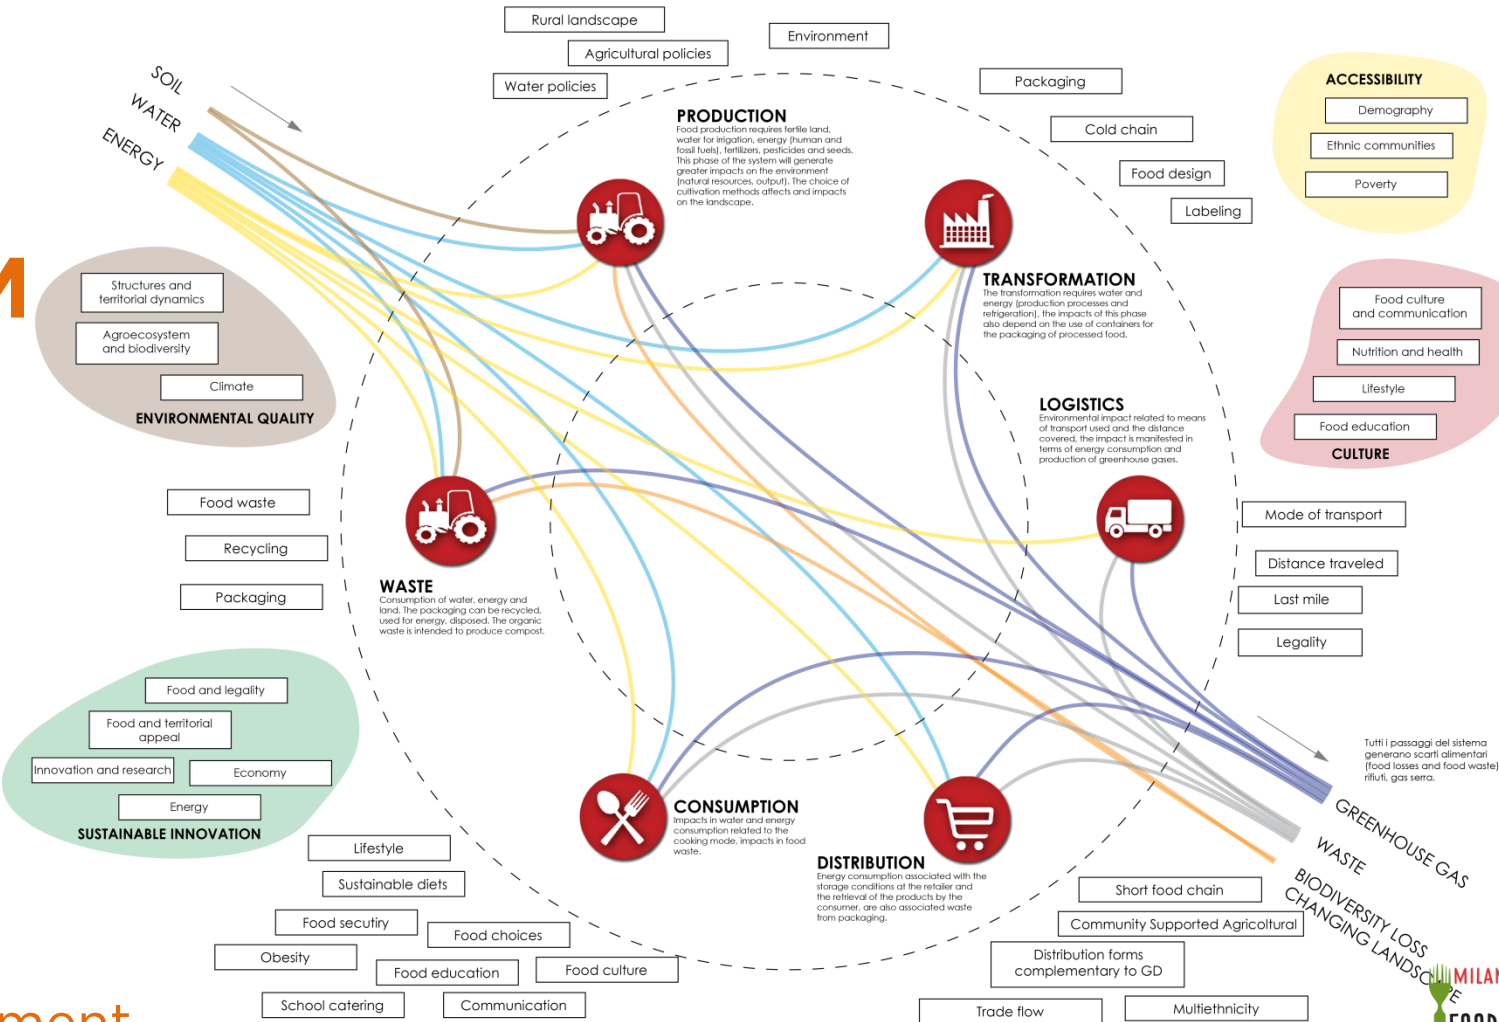 Rural landscape
Agricultural policies
Water policies
Environment
Packaging
Cold chain
Food design
Labeling
SOIL
WATER
ENERGY
PRODUCTION
Food production requires fertile land,
water for irrigation, energy (human and
fossil fuels), fertilizers, pesticides and seeds.
This phase of the system will generate
greater impacts on the environment
(natural resources, output). The choice of
cultivation methods affects and impacts
on the landscape.
ACCESSIBILITY
Demography
Ethnic communities
Poverty
M
Structures and
territorial dynamics
Agroecosystem
and biodiversity
Climate
ENVIRONMENTAL QUALITY
TRANSFORMATION
The transformation requires water and
energy (production processes and
refrigeration), the impacts of this phase
also depend on the use of containers for
the packaging of processed food.
Food culture
and communication
Nutrition and health
Lifestyle
Food education
CULTURE
LOGISTICS
Environmental impact related to means
of transport used and the distance
covered, the impact is manifested in
terms of energy consumption and
production of greenhouse gases.
Food waste
Recycling
Packaging
Mode of transport
Distance traveled
Last mile
Legality
WASTE
Consumption of water, energy and
land. The packaging can be recycled,
used for energy, disposed. The organic
waste is intended to produce compost.
Food and legality
Food and territorial
appeal
Innovation and research
Economy
Energy
SUSTAINABLE INNOVATION
Tutti i passaggi del sistema
generano scarti alimentari
(food losses and food waste)
rifiuti, gas serra.
CONSUMPTION
Impacts in water and energy
consumption related to the
cooking mode, impacts in food
waste.
DISTRIBUTION
Energy consumption associated with the
storage conditions at the retailer and
the retrieval of the products by the
consumer, are also associated waste
from packaging.
GREENHOUSE GAS
WASTE
BIODIVERSITY LOSS
CHANGING LANDSCAPE
Lifestyle
Sustainable diets
Food secutiry
Food choices
Obesity
Food education
Food culture
School catering
Communication
Short food chain
Community Supported Agricoltural
Distribution forms
complementary to GD
Trade flow
Multiethnicity
MILAN
FOOD
ment